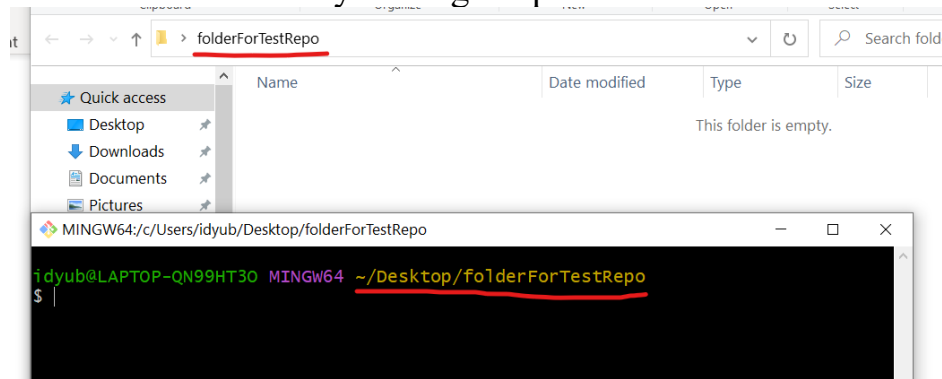 nt
folderForTestRepo
Search fold
Name
Date modified
Type
Size
Quick access
Desktop
Downloads
Documents
Pictures
This folder is empty.
MINGW64:/c/Users/idyub/Desktop/folderForTestRepo
idyub@LAPTOP-QN99HT3O MINGW64 ~/Desktop/folderForTestRepo
$